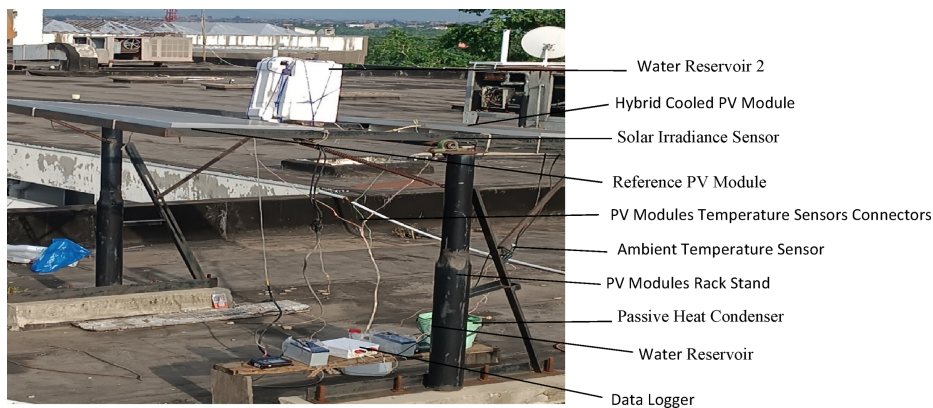 Water Reservoir 2
Hybrid Cooled PV Module
Solar Irradiance Sensor
Reference PV Module
PV Modules Temperature Sensors Connectors
Ambient Temperature Sensor
PV Modules Rack Stand
Passive Heat Condenser
Water Reservoir
Data Logger